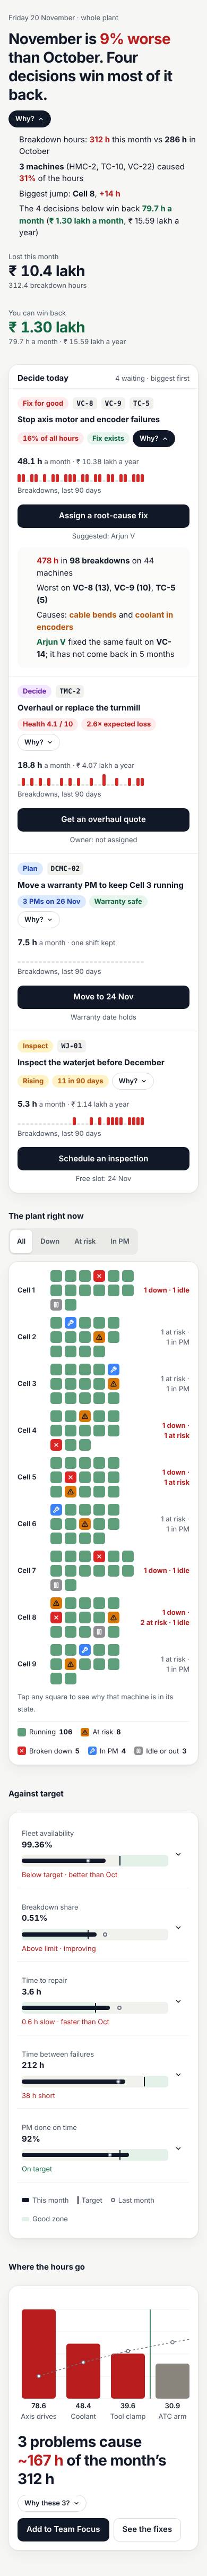 Friday 20 November · whole plant
November is 9% worse
than October. Four
decisions win most of it
back.
Why?
Breakdown hours: 312 h this month vs 286 h in
October
3 machines (HMC-2, TC-10, VC-22) caused
31% of the hours
Biggest jump: Cell 8, +14 h
The 4 decisions below win back 79.7 h a
month (₹ 1.30 lakh a month, ₹ 15.59 lakh a
year)
Lost this month
₹ 10.4 lakh
312.4 breakdown hours
You can win back
₹ 1.30 lakh
79.7 h a month · ₹ 15.59 lakh a year
Decide today
4 waiting · biggest first
Fix for good VC-8 VC-9 TC-5
Stop axis motor and encoder failures
16% of all hours Fix exists Why?
48.1 h a month · ₹ 10.38 lakh a year
Breakdowns, last 90 days
Assign a root-cause fix
Suggested: Arjun V
478 h in 98 breakdowns on 44
machines
Worst on VC-8 (13), VC-9 (10), TC-5
(5)
Causes: cable bends and coolant in
encoders
Arjun V fixed the same fault on VC-
14; it has not come back in 5 months
Decide TMC-2
Overhaul or replace the turnmill
Health 4.1 / 10 2.6× expected loss
Why?
18.8 h a month · ₹ 4.07 lakh a year
Breakdowns, last 90 days
Get an overhaul quote
Owner: not assigned
Plan DCMC-02
Move a warranty PM to keep Cell 3 running
3 PMs on 26 Nov Warranty safe
Why?
7.5 h a month · one shift kept
Breakdowns, last 90 days
Move to 24 Nov
Warranty date holds
Inspect WJ-01
Inspect the waterjet before December
Rising 11 in 90 days Why?
5.3 h a month · ₹ 1.14 lakh a year
Breakdowns, last 90 days
Schedule an inspection
Free slot: 24 Nov
The plant right now
All Down At risk In PM
Cell 1 1 down · 1 idle
Cell 2 1 at risk ·
1 in PM
Cell 3 1 at risk ·
1 in PM
Cell 4 1 down ·
1 at risk
Cell 5 1 down ·
1 at risk
Cell 6 1 at risk ·
1 in PM
Cell 7 1 down · 1 idle
Cell 8 1 down ·
2 at risk · 1 idle
Cell 9 1 at risk ·
1 in PM
Tap any square to see why that machine is in its
state.
Running 106 At risk 8
Broken down 5 In PM 4 Idle or out 3
Against target
Fleet availability
99.36%
Below target · better than Oct
Breakdown share
0.51%
Above limit · improving
Time to repair
3.6 h
0.6 h slow · faster than Oct
Time between failures
212 h
38 h short
PM done on time
92%
On target
This month Target Last month
Good zone
Where the hours go
78.6 48.4 39.6 30.9
Axis drives Coolant Tool clamp ATC arm
3 problems cause
~167 h of the month’s
312 h
Why these 3?
Add to Team Focus See the fixes